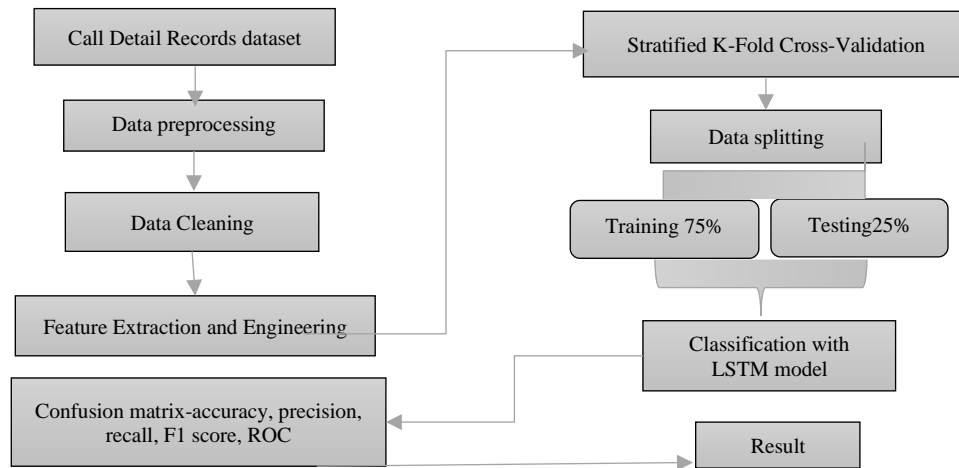 Call Detail Records dataset
Data preprocessing
Data Cleaning
Feature Extraction and Engineering
Stratified K-Fold Cross-Validation
Data splitting
Training 75%
Testing25%
Classification with
LSTM model
Confusion matrix-accuracy, precision,
recall, F1 score, ROC
Result